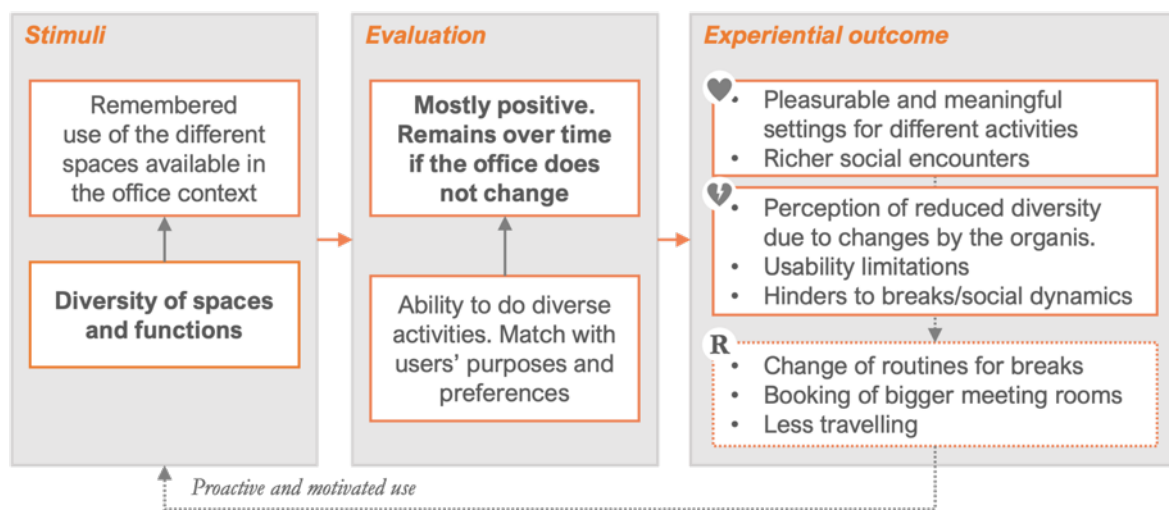 Stimuli
Remembered
use of the different
spaces available in
the office context
Diversity of spaces
and functions
Evaluation
Mostly positive.
Remains over time
if the office does
not change
Ability to do diverse
activities. Match with
users' purposes and
preferences
Experiential outcome
• Pleasurable and meaningful
settings for different activities
• Richer social encounters
• Perception of reduced diversity
due to changes by the organis.
• Usability limitations
• Hinders to breaks/social dynamics
R
• Change of routines for breaks
• Booking of bigger meeting rooms
• Less travelling
Proactive and motivated use